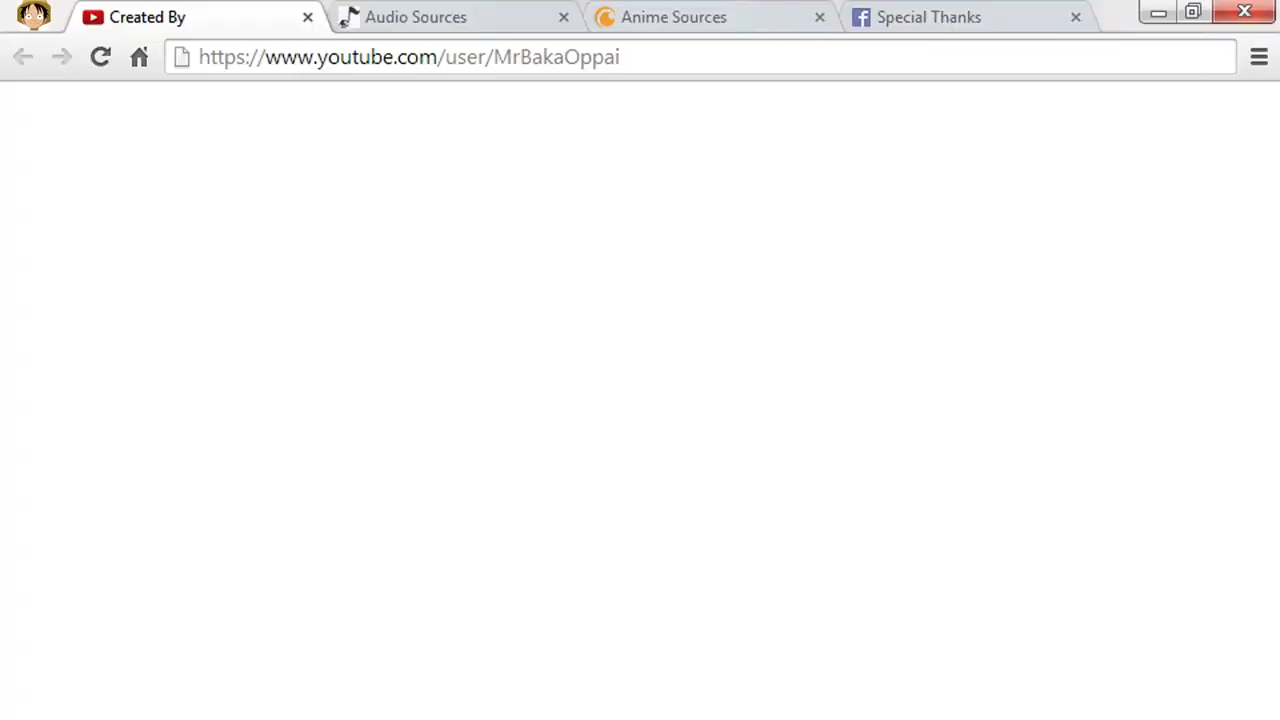 Created By
Audio Sources
Anime Sources
Special Thanks
https://www.youtube.com/user/MrBakaOppai